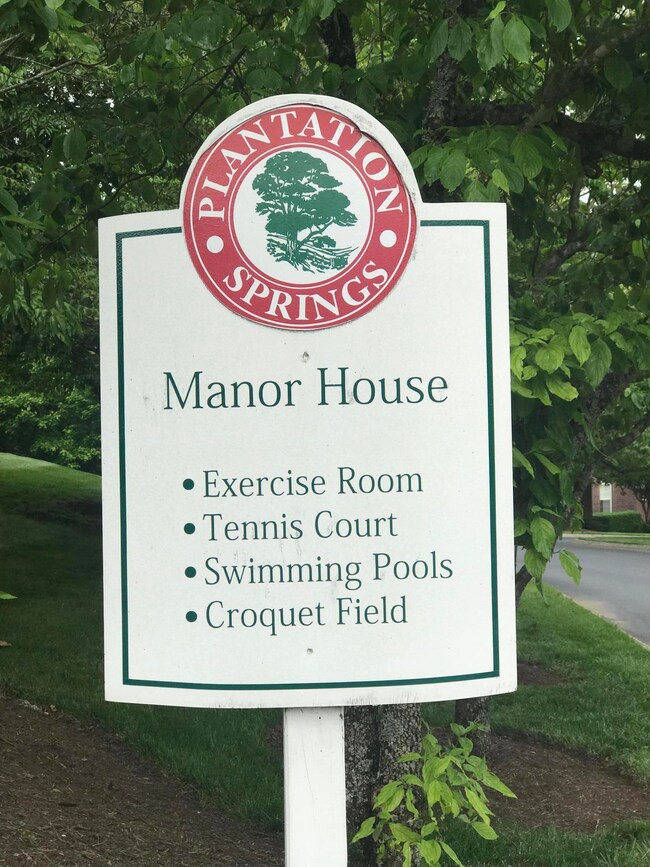 PLANTATION
SPRINGS
Manor House
• Exercise Room
• Tennis Court
• Swimming Pools
• Croquet Field